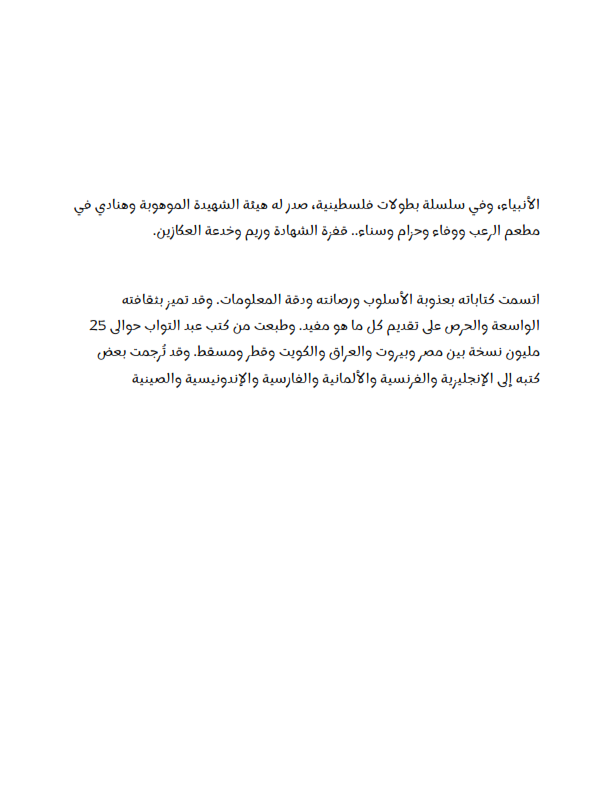 الأنبياء، وفي سلسلة بطولات فلسطينية، صدر له هيئة الشهيدة الموهوبة وهنادي في
مطعم الرعب ووفاء وحزام وسناء.. قفزة الشهادة وريم وخدعة العكازين.
اتسمت كتاباته بعذوبة الأسلوب ورصانته ودقة المعلومات. وقد تميز بثقافته
الواسعة والحرص على تقديم كل ما هو مفيد. وطبعت من كتب عبد التواب حوالى 25
مليون نسخة بين مصر وبيروت والعراق والكويت وقطر ومسقط. وقد تُرجمت بعض
كتبه إلى الإنجليزية والفرنسية والألمانية والفارسية والإندونيسية والصينية